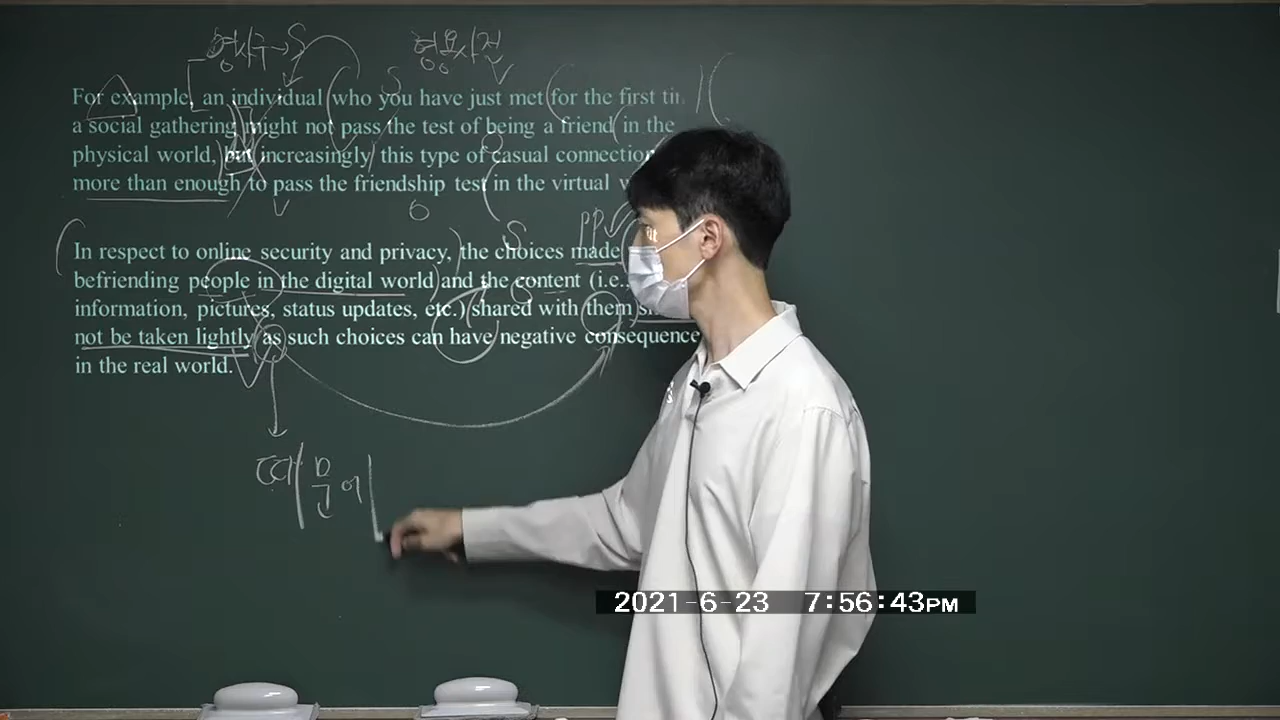 명사구→S 형용사절
S V
For example, an individual (who you have just met (for the first ti
a social gathering might not pass the test of being a friend (in the
physical world, but increasingly this type of casual connection
more than enough to pass the friendship test in the virtual w
V O
S PP
In respect to online security and privacy, the choices made
befriending people in the digital world) and the content (i.e.,
S
information, pictures, status updates, etc.) shared with them
not be taken lightly as such choices can have negative consequence
in the real world.
V
때문에
2021-6-23 7:56:43PM